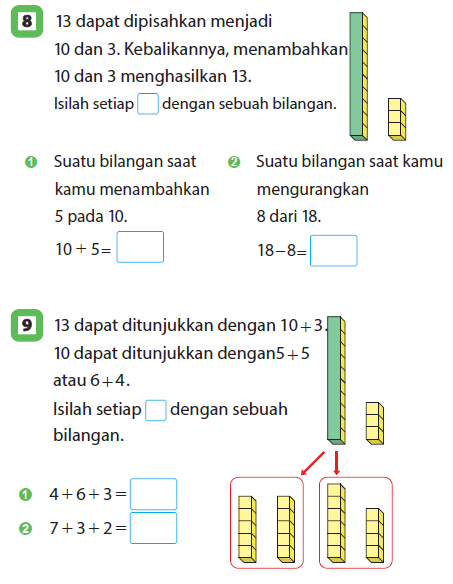 8 13 dapat dipisahkan menjadi
10 dan 3. Kebalikannya, menambahkan
10 dan 3 menghasilkan 13.
Isilah setiap □ dengan sebuah bilangan.
1 Suatu bilangan saat
kamu menambahkan
5 pada 10.
10 + 5=
2 Suatu bilangan saat kamu
mengurangkan
8 dari 18.
18−8=
9 13 dapat ditunjukkan dengan 10+3.
10 dapat ditunjukkan dengan5+5
atau 6+4.
Isilah setiap □ dengan sebuah
bilangan.
1 4+6+3=
2 7+3+2=